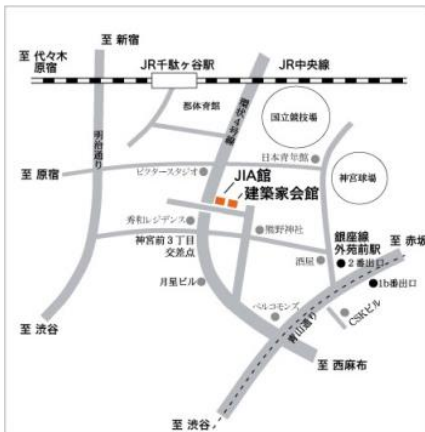 至 新宿
至 代々木
原宿
JR千駄ヶ谷駅
JR中央線
都体育館
環状4号線
国立競技場
明治通り
日本青年館
神宮球場
至 原宿
ビクタースタジオ
JIA館
建築家会館
秀和レジデンス
熊野神社
銀座線
外苑前駅
至 赤坂
神宮前3丁目
交差点
酒屋
2番出口
1b番出口
月星ビル
ベルコモンズ
青山通り
CSKビル
至 渋谷
至 西麻布
至 渋谷